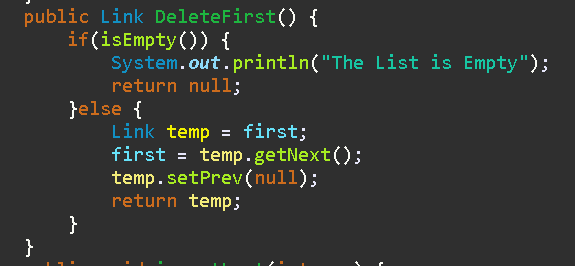 public Link DeleteFirst() {
if(isEmpty()) {
System.out.println("The List is Empty");
return null;
}else {
Link temp = first;
first = temp.getNext();
temp.setPrev(null);
return temp;
}
}